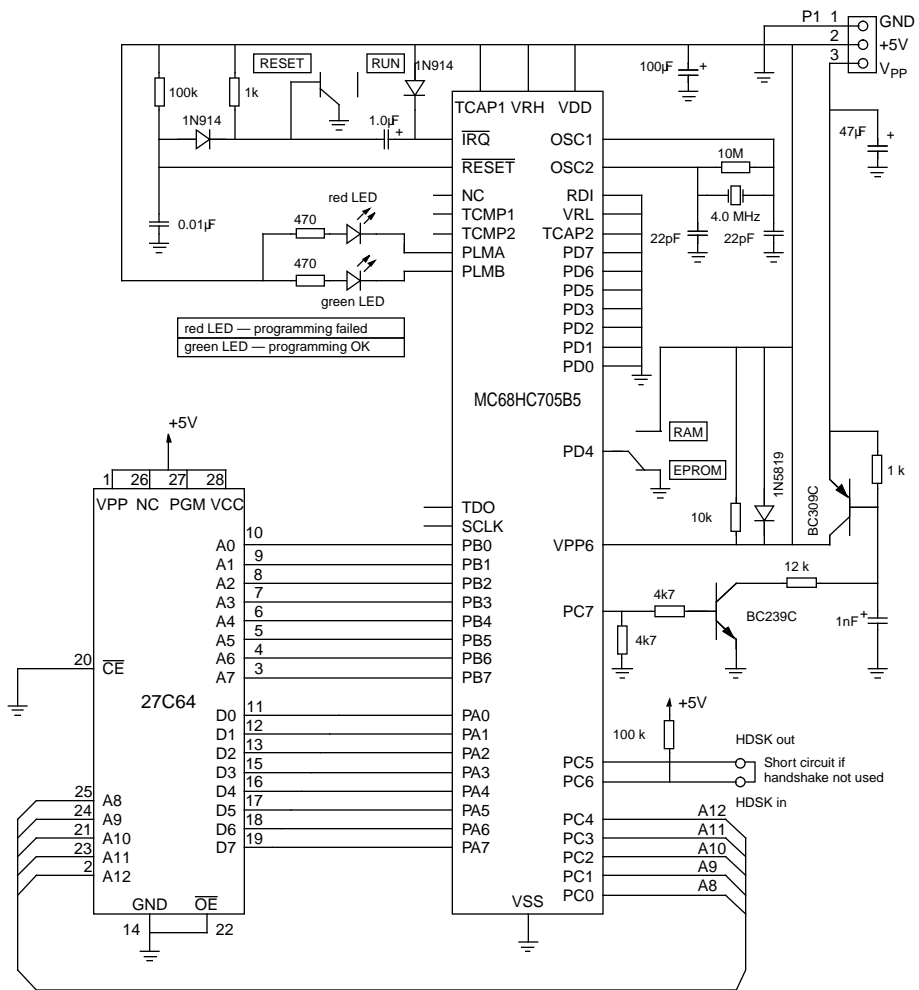 P1 1 GND
2 +5V
3 VPP
RESET RUN 1N914
100k 1k 100µF +
TCAP1 VRH VDD
1N914 1.0µF + IRQ OSC1 47µF +
10M
RESET OSC2
NC RDI
TCMP1 VRL 4.0 MHz
TCMP2 TCAP2 22pF 22pF
0.01µF 470 red LED
PLMA PD7
470 PLMB PD6
green LED PD5
PD3
red LED — programming failed PD2
green LED — programming OK PD1
PD0
MC68HC705B5
+5V RAM
PD4
EPROM 1N5819 1 k
1 26 27 28
VPP NC PGM VCC
TDO 10k BC309C
SCLK
A0 10 PB0 VPP6
A1 9 PB1
A2 8 PB2 12 k
A3 7 PB3 PC7 4k7
A4 6 PB4 BC239C 1nF +
A5 5 PB5 4k7
20 CE A6 4 PB6
A7 3 PB7
27C64
+5V
D0 11 PA0
D1 12 PA1 100 k
D2 13 PA2 HDSK out
D3 15 PA3 PC5 Short circuit if
D4 16 PA4 PC6 handshake not used
25 A8 D5 17 PA5 HDSK in
24 A9 D6 18 PA6 PC4 A12
21 A10 D7 19 PA7 PC3 A11
23 A11 PC2 A10
2 A12 PC1 A9
PC0 A8
GND OE VSS
14 22